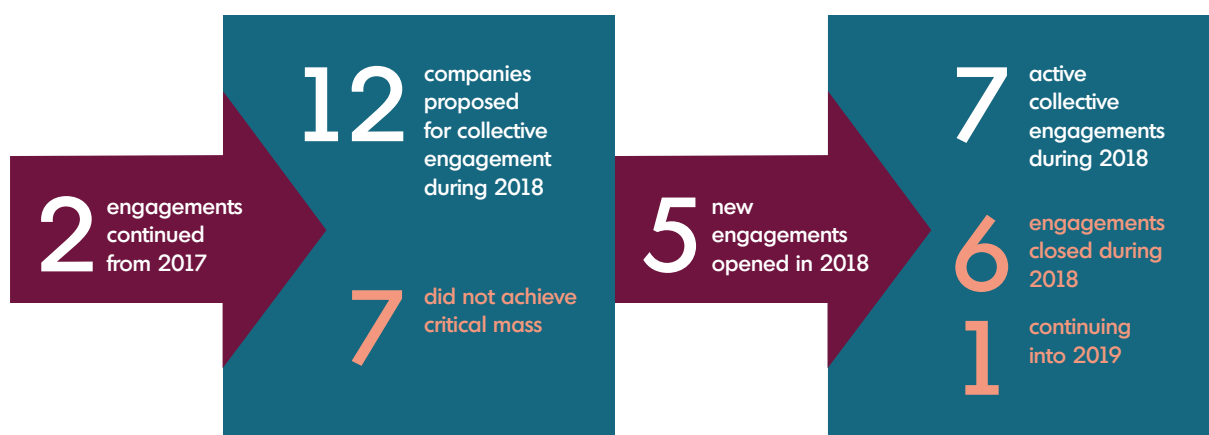 2
engagements
continued
from 2017
12
companies
proposed
for collective
engagement
during 2018
7
did not achieve
critical mass
5
new
engagements
opened in 2018
7
active
collective
engagements
during 2018
6
engagements
closed during
2018
1
continuing
into 2019